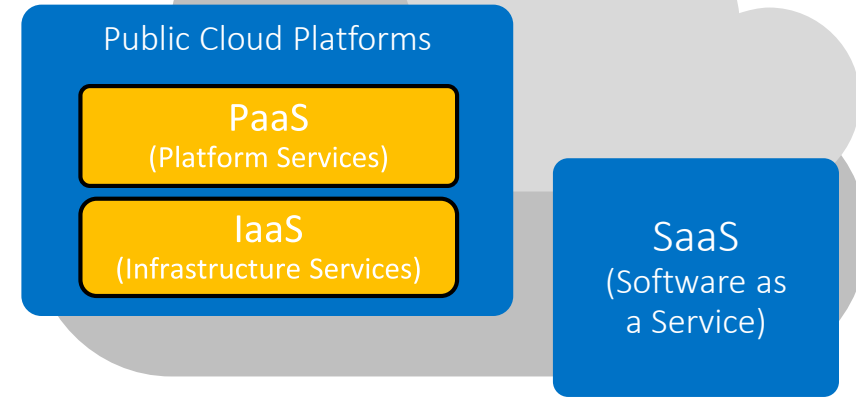 Public Cloud Platforms
PaaS
(Platform Services)
IaaS
(Infrastructure Services)
SaaS
(Software as
a Service)